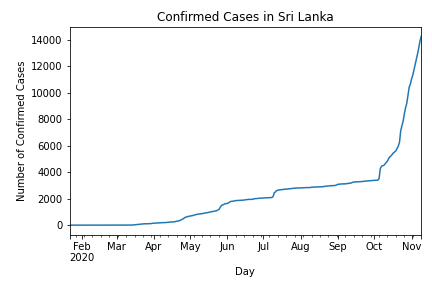 Confirmed Cases in Sri Lanka
14000
12000
10000
8000
6000
4000
2000
0
Number of Confirmed Cases
Feb Mar Apr May Jun Jul Aug Sep Oct Nov
2020
Day